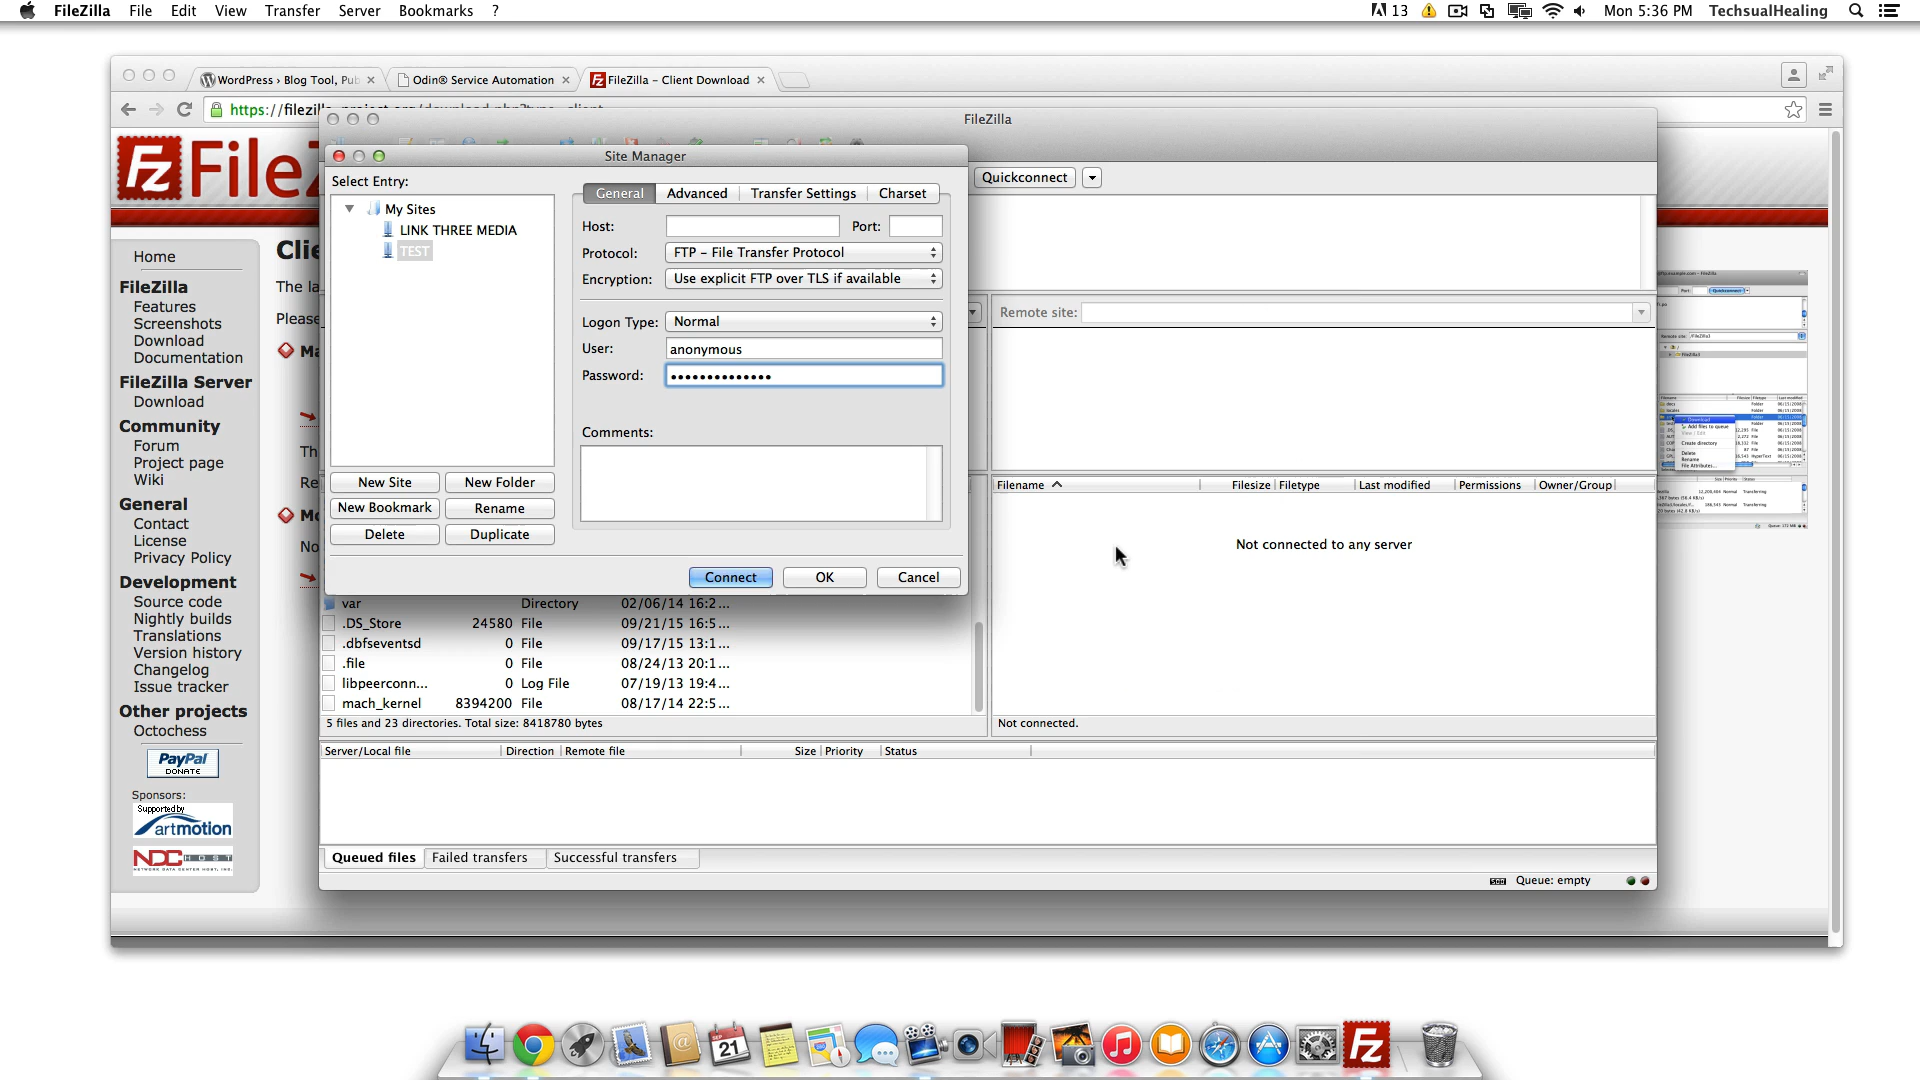 FileZilla File Edit View Transfer Server Bookmarks ?
13 Mon 5:36 PM TechsualHealing
WordPress › Blog Tool, Pub
Odin® Service Automation
FileZilla – Client Download
FileZilla
Site Manager
Select Entry:
My Sites
LINK THREE MEDIA
TEST
New Site New Folder
New Bookmark Rename
Delete Duplicate
General Advanced Transfer Settings Charset
Host: Port:
Protocol: FTP – File Transfer Protocol
Encryption: Use explicit FTP over TLS if available
Logon Type: Normal
User: anonymous
Password: ••••••••••••••
Comments:
Connect OK Cancel
Quickconnect
Remote site:
Filename Filesize Filetype Last modified Permissions Owner/Group
Not connected to any server
Not connected.
var Directory 02/06/14 16:2...
.DS_Store 24580 File 09/21/15 16:5...
.dbfseventsd 0 File 09/17/15 13:1...
.file 0 File 08/24/13 20:1...
libpeerconn... 0 Log File 07/19/13 19:4...
mach_kernel 8394200 File 08/17/14 22:5...
5 files and 23 directories. Total size: 8418780 bytes
Server/Local file Direction Remote file Size Priority Status
Queued files Failed transfers Successful transfers
Queue: empty
Home
FileZilla
Features
Screenshots
Download
Documentation
FileZilla Server
Download
Community
Forum
Project page
Wiki
General
Contact
License
Privacy Policy
Development
Source code
Nightly builds
Translations
Version history
Changelog
Issue tracker
Other projects
Octochess
PayPal
DONATE
Sponsors:
Supported by
artmotion
NDC HOST
The la
Please
SEP
21